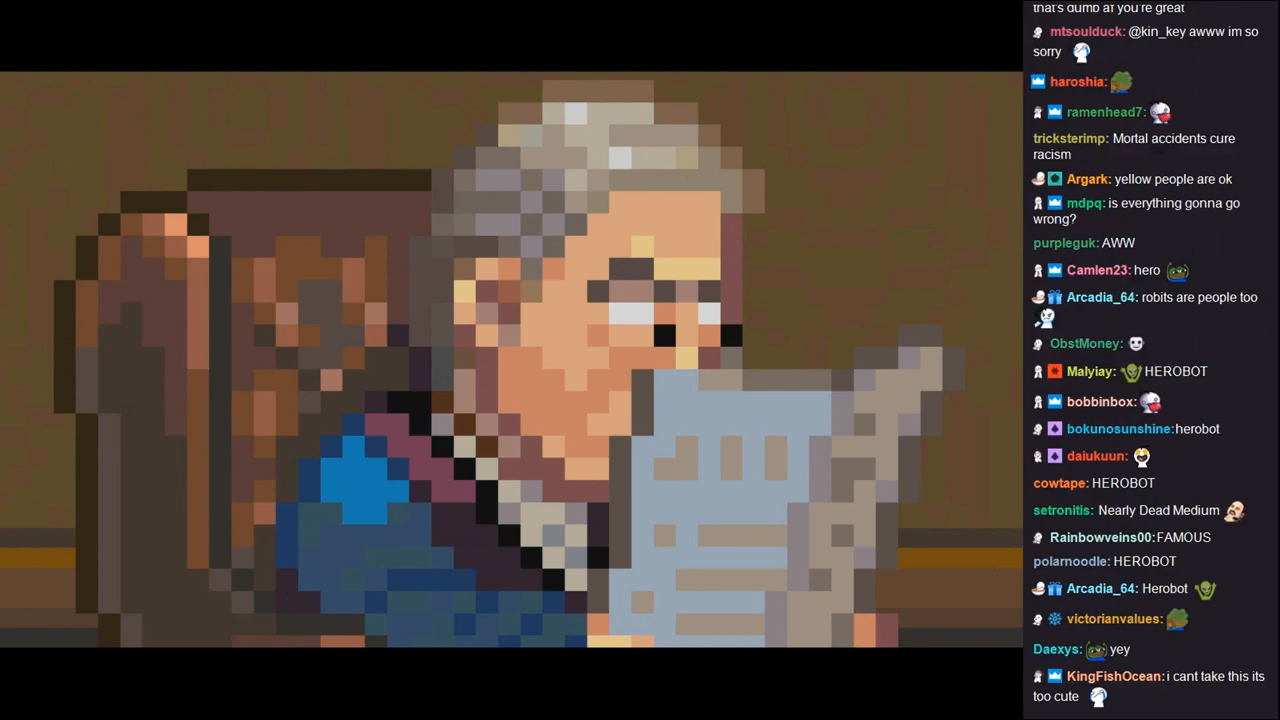 that's dumb af you're great
mtsoulduck: @kin_key awww im so
sorry
haroshia:
ramenhead7:
tricksterimp: Mortal accidents cure
racism
Argark: yellow people are ok
mdpq: is everything gonna go
wrong?
purpleguk: AWW
Camlen23: hero
Arcadia_64: robits are people too
ObstMoney:
Malyiay: HEROBOT
bobbinbox:
bokunosunshine: herobot
daiukuun:
cowtape: HEROBOT
setronitis: Nearly Dead Medium
Rainbowveins00: FAMOUS
polarnoodle: HEROBOT
Arcadia_64: Herobot
victorianvalues:
Daexys: yey
KingFishOcean: i cant take this its
too cute